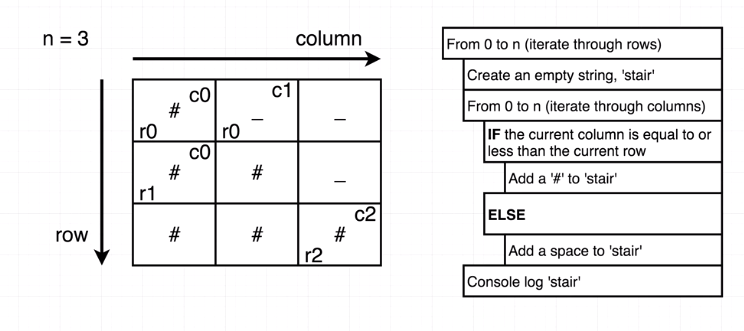 n = 3
column
row
# c0
r0
c1
_
r0
_
# c0
r1
#
_
#
#
c2
#
r2
From 0 to n (iterate through rows)
Create an empty string, 'stair'
From 0 to n (iterate through columns)
IF the current column is equal to or
less than the current row
Add a '#' to 'stair'
ELSE
Add a space to 'stair'
Console log 'stair'